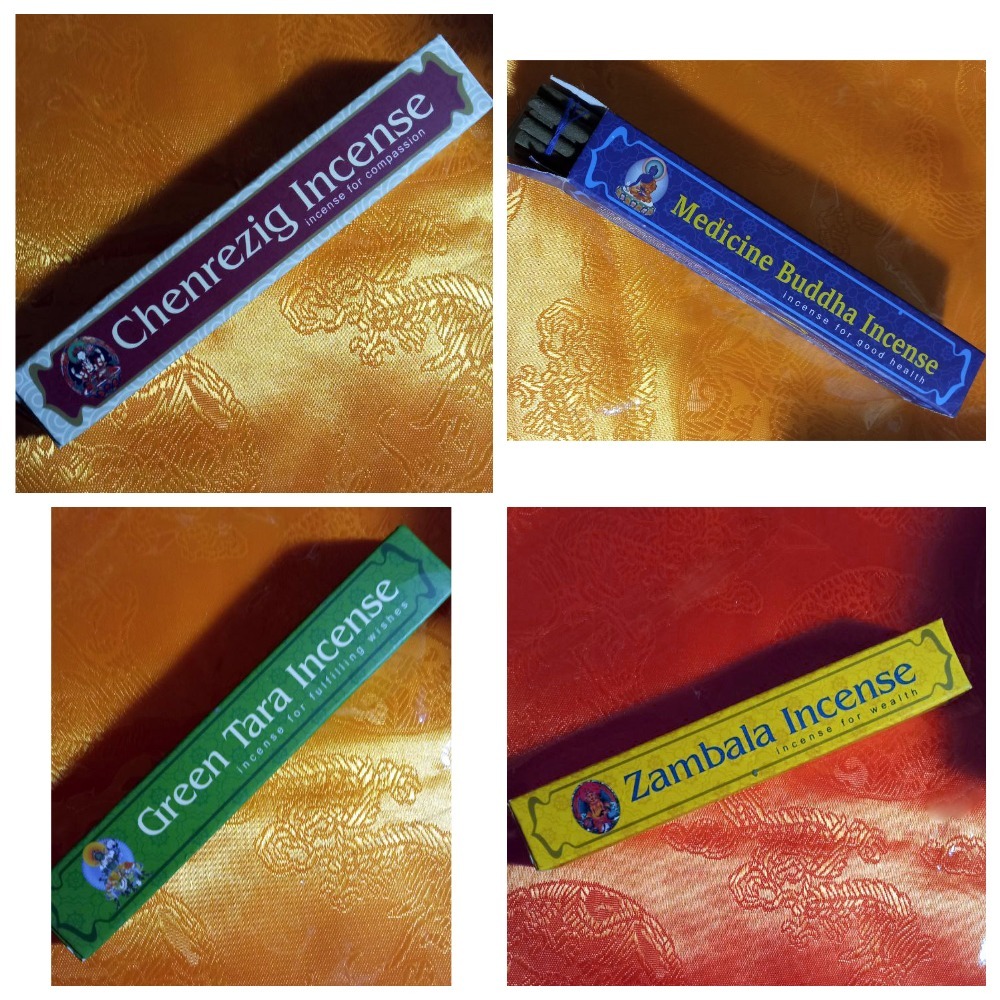 Chenrezig Incense
incense for compassion
Medicine Buddha Incense
incense for good health
Green Tara Incense
incense for fulfilling wishes
Zambala Incense
incense for wealth